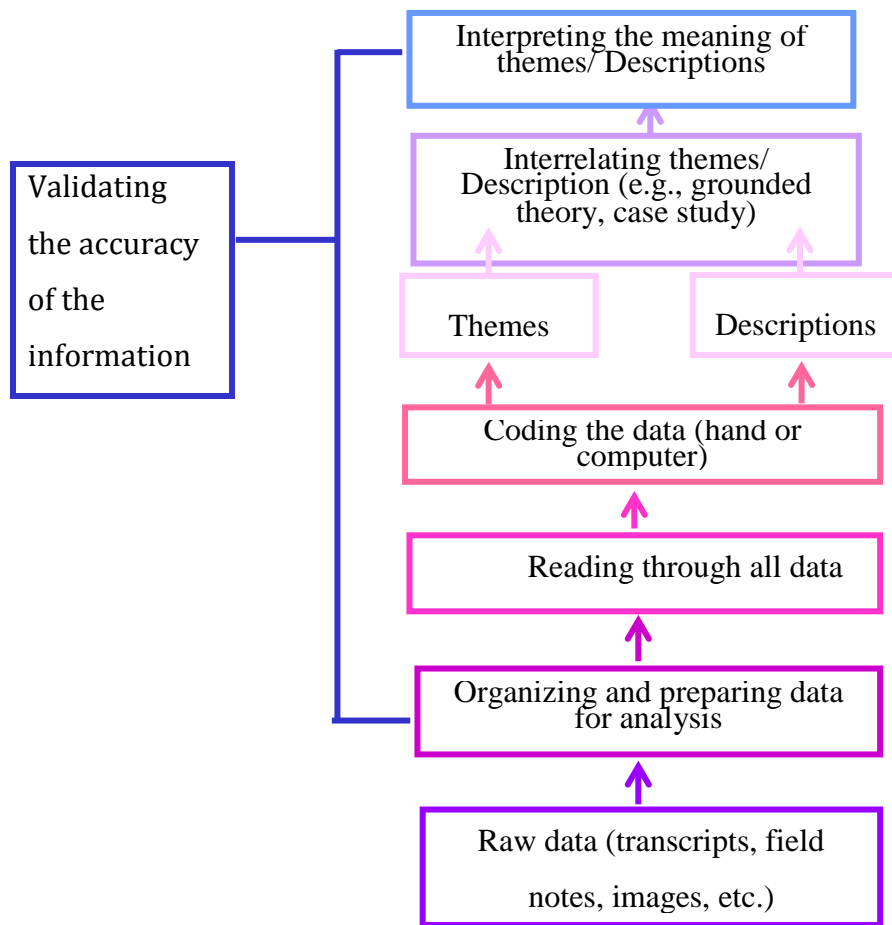 Interpreting the meaning of
themes/ Descriptions
Interrelating themes/
Description (e.g., grounded
theory, case study)
Validating
the accuracy
of the
information
Themes
Descriptions
Coding the data (hand or
computer)
Reading through all data
Organizing and preparing data
for analysis
Raw data (transcripts, field
notes, images, etc.)